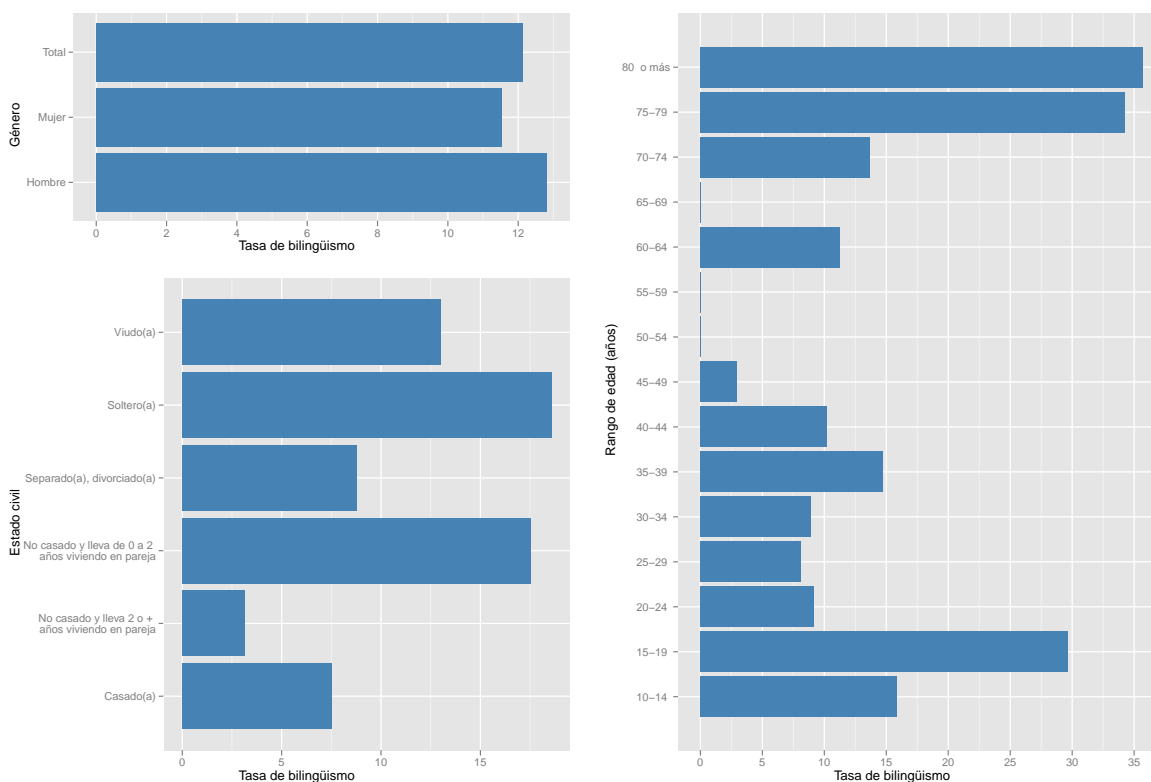 Género
Total
Mujer
Hombre
0 2 4 6 8 10 12
Tasa de bilingüismo
Estado civil
Viudo(a)
Soltero(a)
Separado(a), divorciado(a)
No casado y lleva de 0 a 2
años viviendo en pareja
No casado y lleva 2 o +
años viviendo en pareja
Casado(a)
0 5 10 15
Tasa de bilingüismo
Rango de edad (años)
80 o más
75−79
70−74
65−69
60−64
55−59
50−54
45−49
40−44
35−39
30−34
25−29
20−24
15−19
10−14
0 5 10 15 20 25 30 35
Tasa de bilingüismo